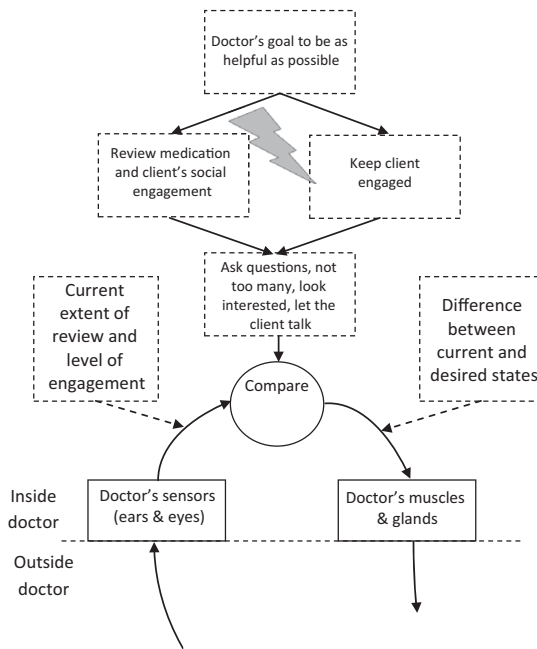 Doctor's goal to be as
helpful as possible
Review medication
and client's social
engagement
Keep client
engaged
Ask questions, not
too many, look
interested, let the
client talk
Current
extent of
review and
level of
engagement
Difference
between
current and
desired states
Compare
Inside
doctor
Doctor's sensors
(ears & eyes)
Doctor's muscles
& glands
Outside
doctor